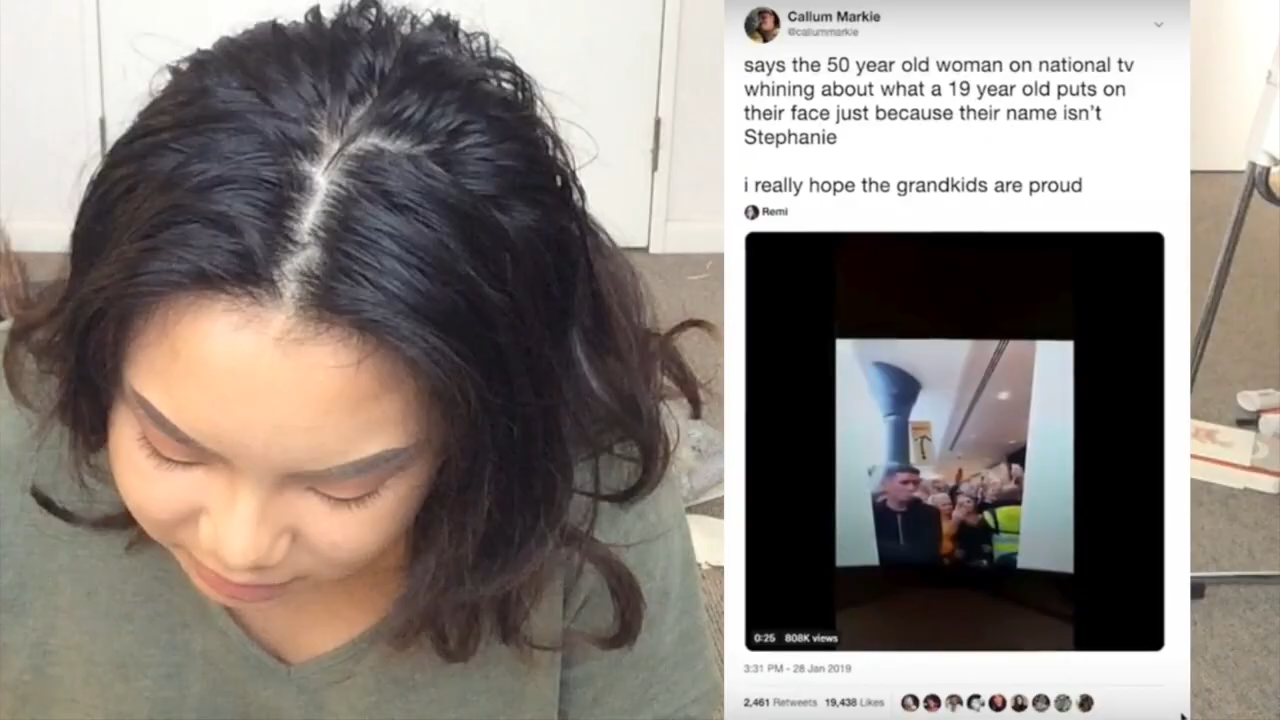 Callum Markie
@callummarkie
says the 50 year old woman on national tv
whining about what a 19 year old puts on
their face just because their name isn't
Stephanie
i really hope the grandkids are proud
Remi
0:25 808K views
3:31 PM - 28 Jan 2019
2,461 Retweets 19,438 Likes